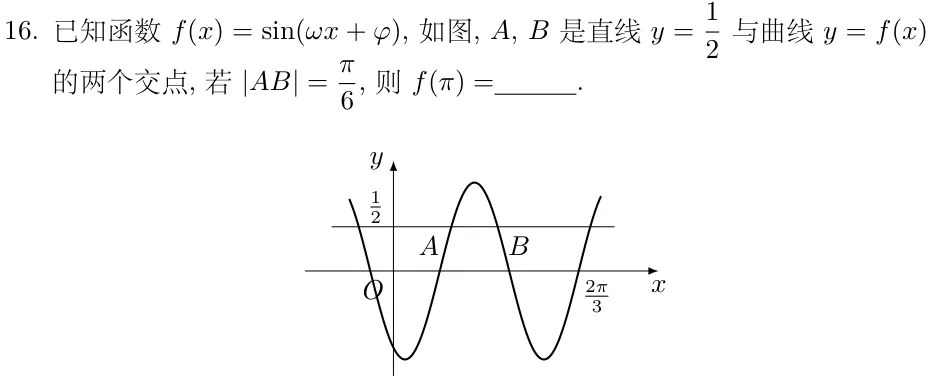 16. 已知函数 f(x) = sin(ωx + φ), 如图, A, B 是直线 y = 1/2 与曲线 y = f(x)
的两个交点, 若 |AB| = π/6, 则 f(π) =______.
y
1/2
A B
O 2π/3 x